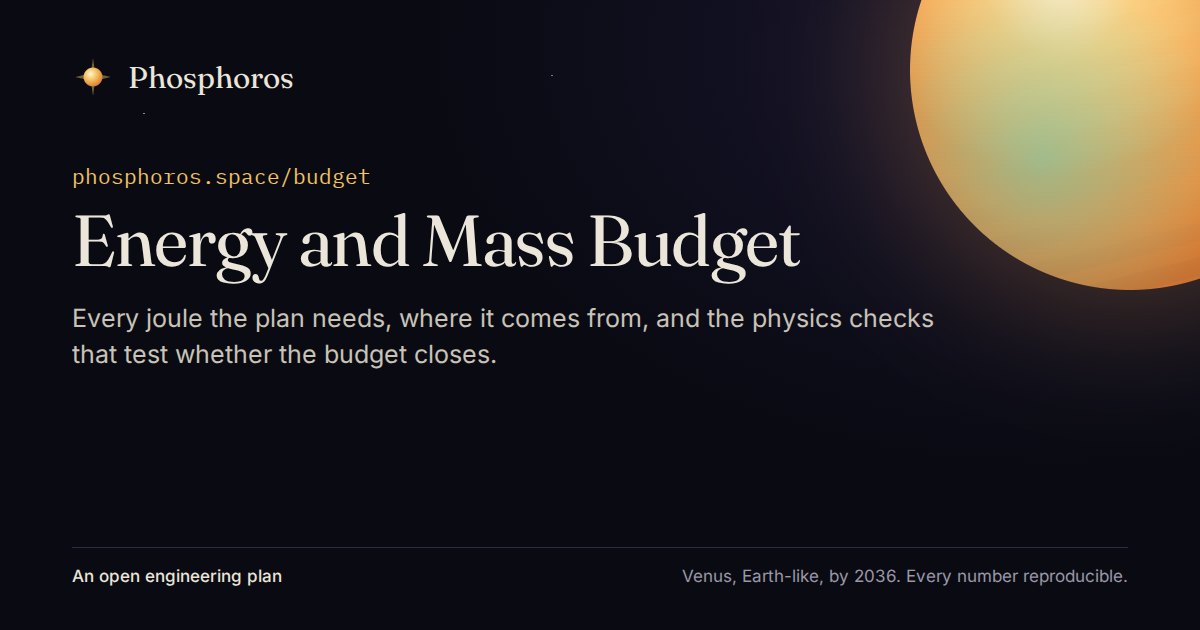 Phosphoros
phosphoros.space/budget
Energy and Mass Budget
Every joule the plan needs, where it comes from, and the physics checks
that test whether the budget closes.
An open engineering plan
Venus, Earth-like, by 2036. Every number reproducible.